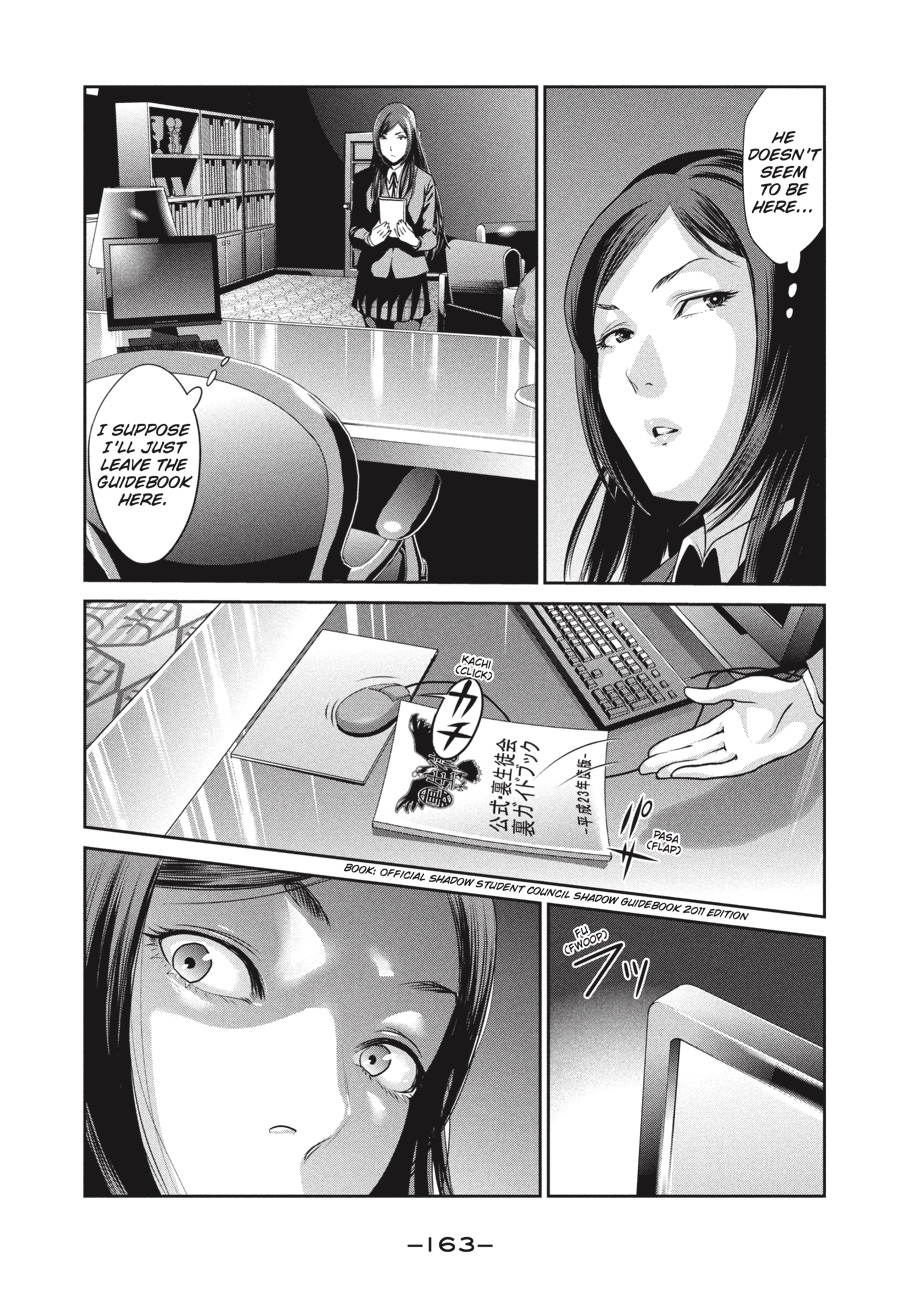 HE
DOESN'T
SEEM
TO BE
HERE...
I SUPPOSE
I'LL JUST
LEAVE THE
GUIDEBOOK
HERE.
KACHI
(CLICK)
カチ
公式・裏生徒会
裏ガイドブック
-平成23年度版-
パサ
PASA
(FLAP)
BOOK: OFFICIAL SHADOW STUDENT COUNCIL SHADOW GUIDEBOOK 2011 EDITION
FU
(FWOOP)
フッ
-163-